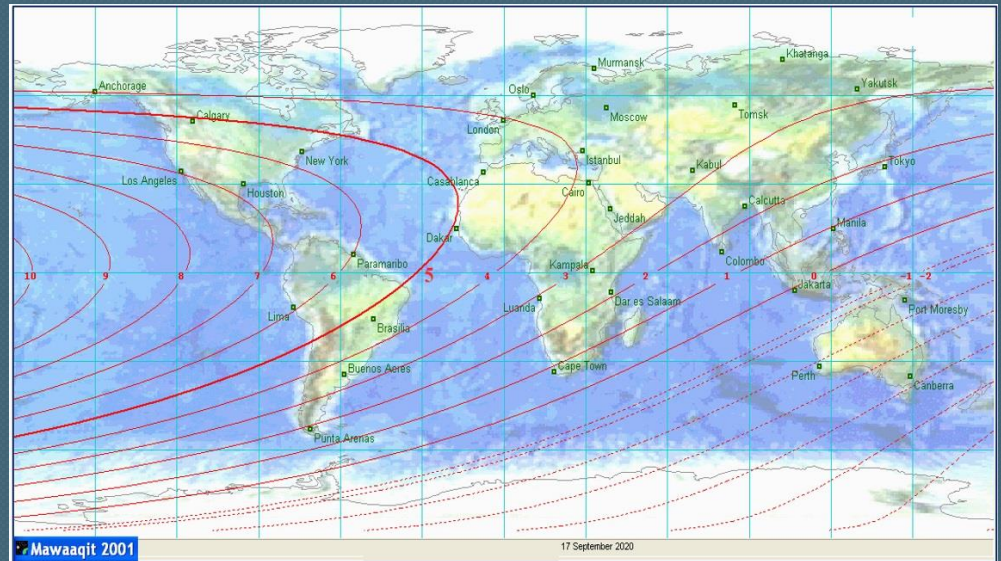 Khatanga
Murmansk
Anchorage
Yakutsk
Oslo
Moscow
Tomsk
Calgary
London
New York
Istanbul
Tokyo
Kabul
Los Angeles
Casablanca
Houston
Cairo
Calcutta
Jeddah
Dakar
Manila
Paramaribo
Colombo
Kampala
10 9 8 7 6 5 4 3 2 1 0 -1 -2
Jakarta
Dar es Salaam
Port Moresby
Luanda
Lima
Brasilia
Buenos Acres
Cape Town
Perth
Canberra
Punta Arenas
Mawaaqit 2001
17 September 2020